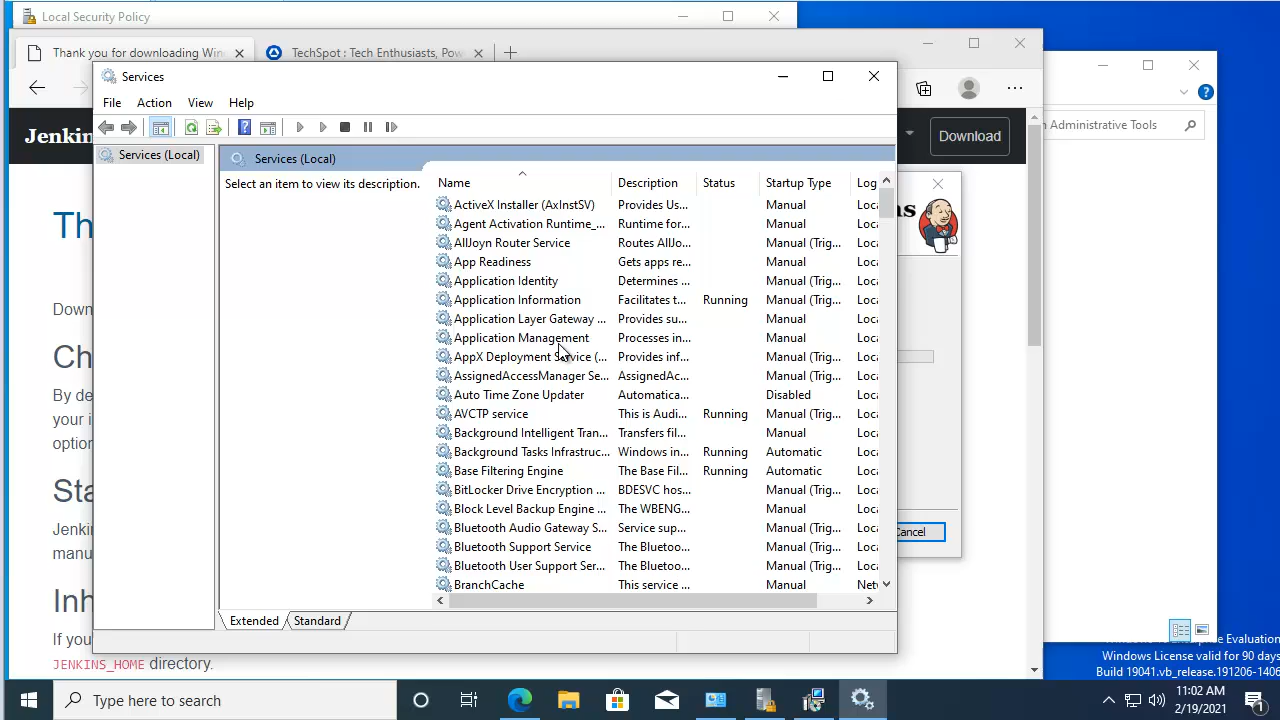 Local Security Policy
Thank you for downloading Win
TechSpot : Tech Enthusiasts, Pow
Services
File Action View Help
n Administrative Tools
Jenkins
Download
Services (Local)
Services (Local)
Select an item to view its description.
Name Description Status Startup Type Log
ActiveX Installer (AxInstSV) Provides Us... Manual Loca
Agent Activation Runtime_... Runtime for... Manual Loca
AllJoyn Router Service Routes AllJo... Manual (Trig... Loca
App Readiness Gets apps re... Manual Loca
Application Identity Determines ... Manual (Trig... Loca
Application Information Facilitates t... Running Manual (Trig... Loca
Application Layer Gateway ... Provides su... Manual Loca
Application Management Processes in... Manual Loca
AppX Deployment Service (... Provides inf... Manual (Trig... Loca
AssignedAccessManager Se... AssignedAc... Manual (Trig... Loca
Auto Time Zone Updater Automatica... Disabled Loca
AVCTP service This is Audi... Running Manual (Trig... Loca
Background Intelligent Tran... Transfers fil... Manual Loca
Background Tasks Infrastruc... Windows in... Running Automatic Loca
Base Filtering Engine The Base Fil... Running Automatic Loca
BitLocker Drive Encryption ... BDESVC hos... Manual (Trig... Loca
Block Level Backup Engine ... The WBENG... Manual Loca
Bluetooth Audio Gateway S... Service sup... Manual (Trig... Loca
Bluetooth Support Service The Bluetoo... Manual (Trig... Loca
Bluetooth User Support Ser... The Bluetoo... Manual (Trig... Loca
BranchCache This service ... Manual Netv
Extended Standard
Th
Down
Ch
By de
your i
option
Sta
Jenki
manu
Inh
If you
JENKINS_HOME directory.
ns
Cancel
Windows License valid for 90 days
Build 19041.vb_release.191206-1406
Type here to search
11:02 AM
2/19/2021
1